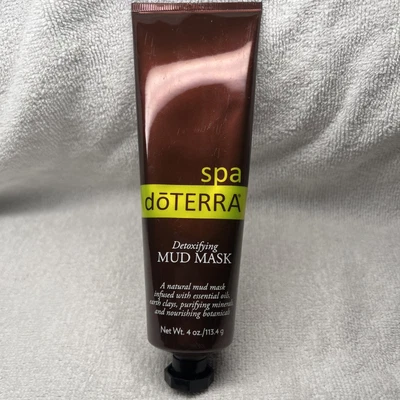 spa
dōTERRA
Detoxifying
MUD MASK
A natural mud mask
infused with essential oils,
earth clays, purifying minerals,
and nourishing botanicals
Net Wt. 4 oz./113.4 g